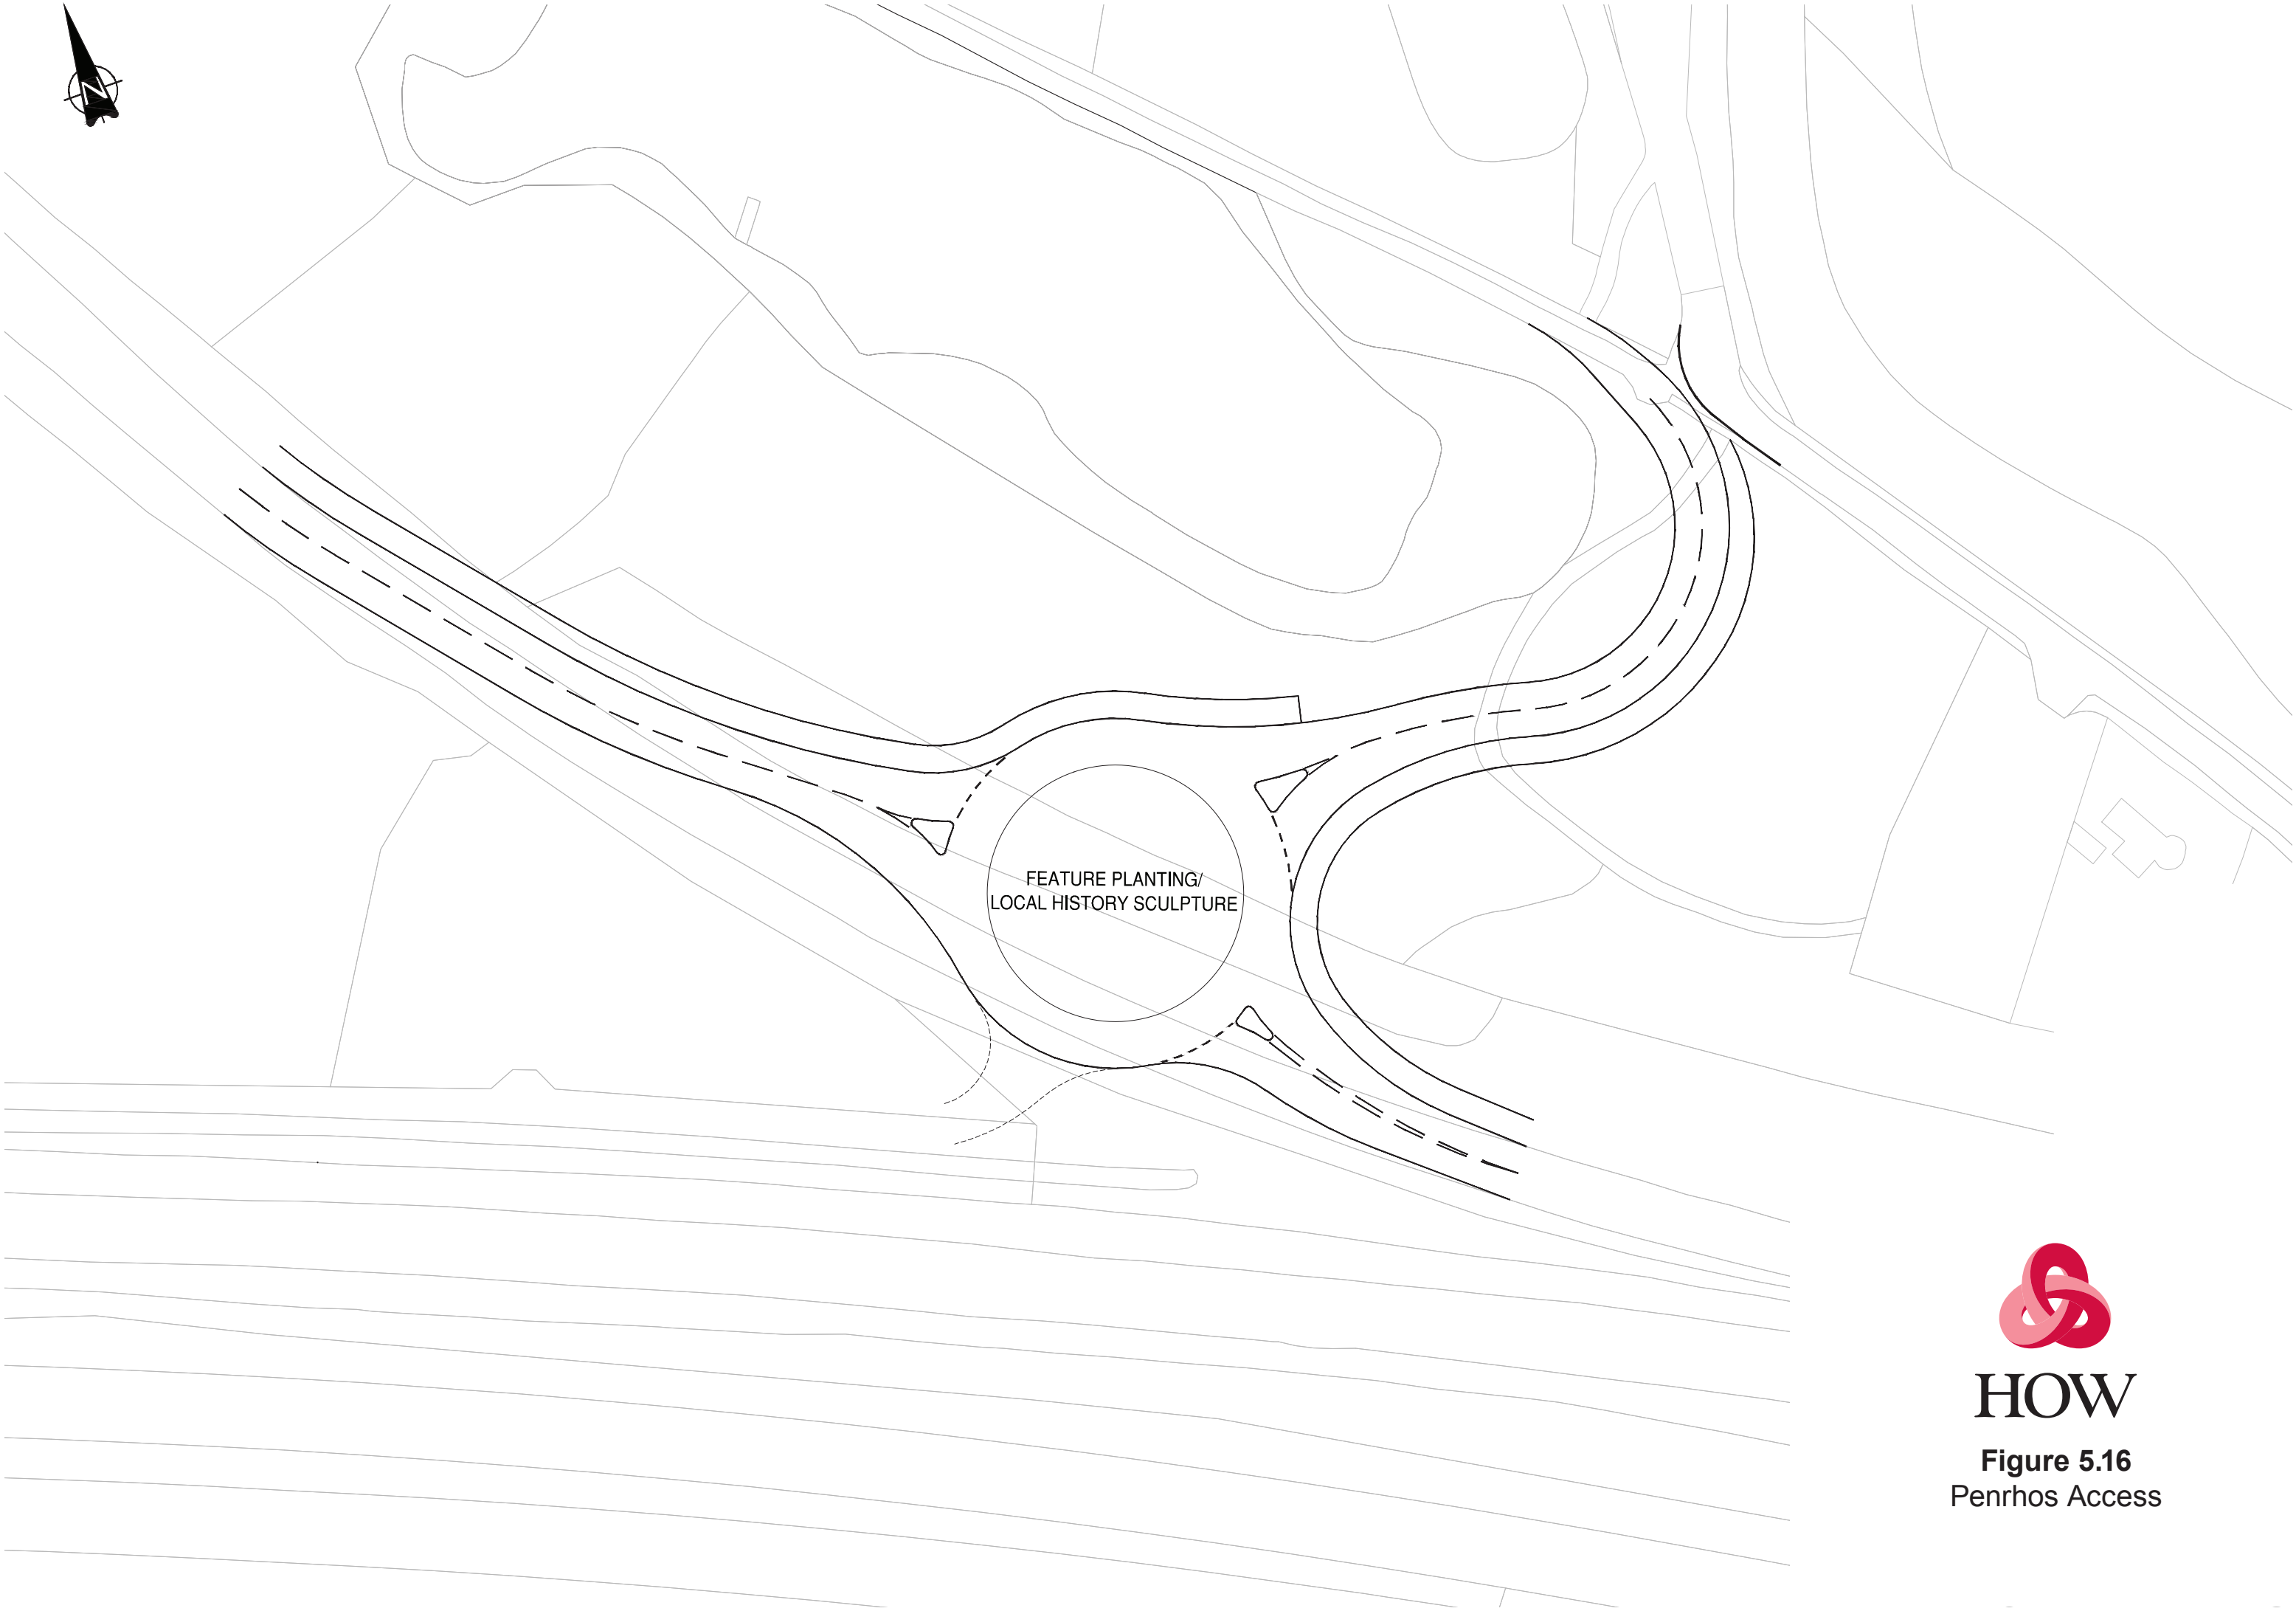 N
FEATURE PLANTING/
LOCAL HISTORY SCULPTURE
HOW
Figure 5.16
Penrhos Access